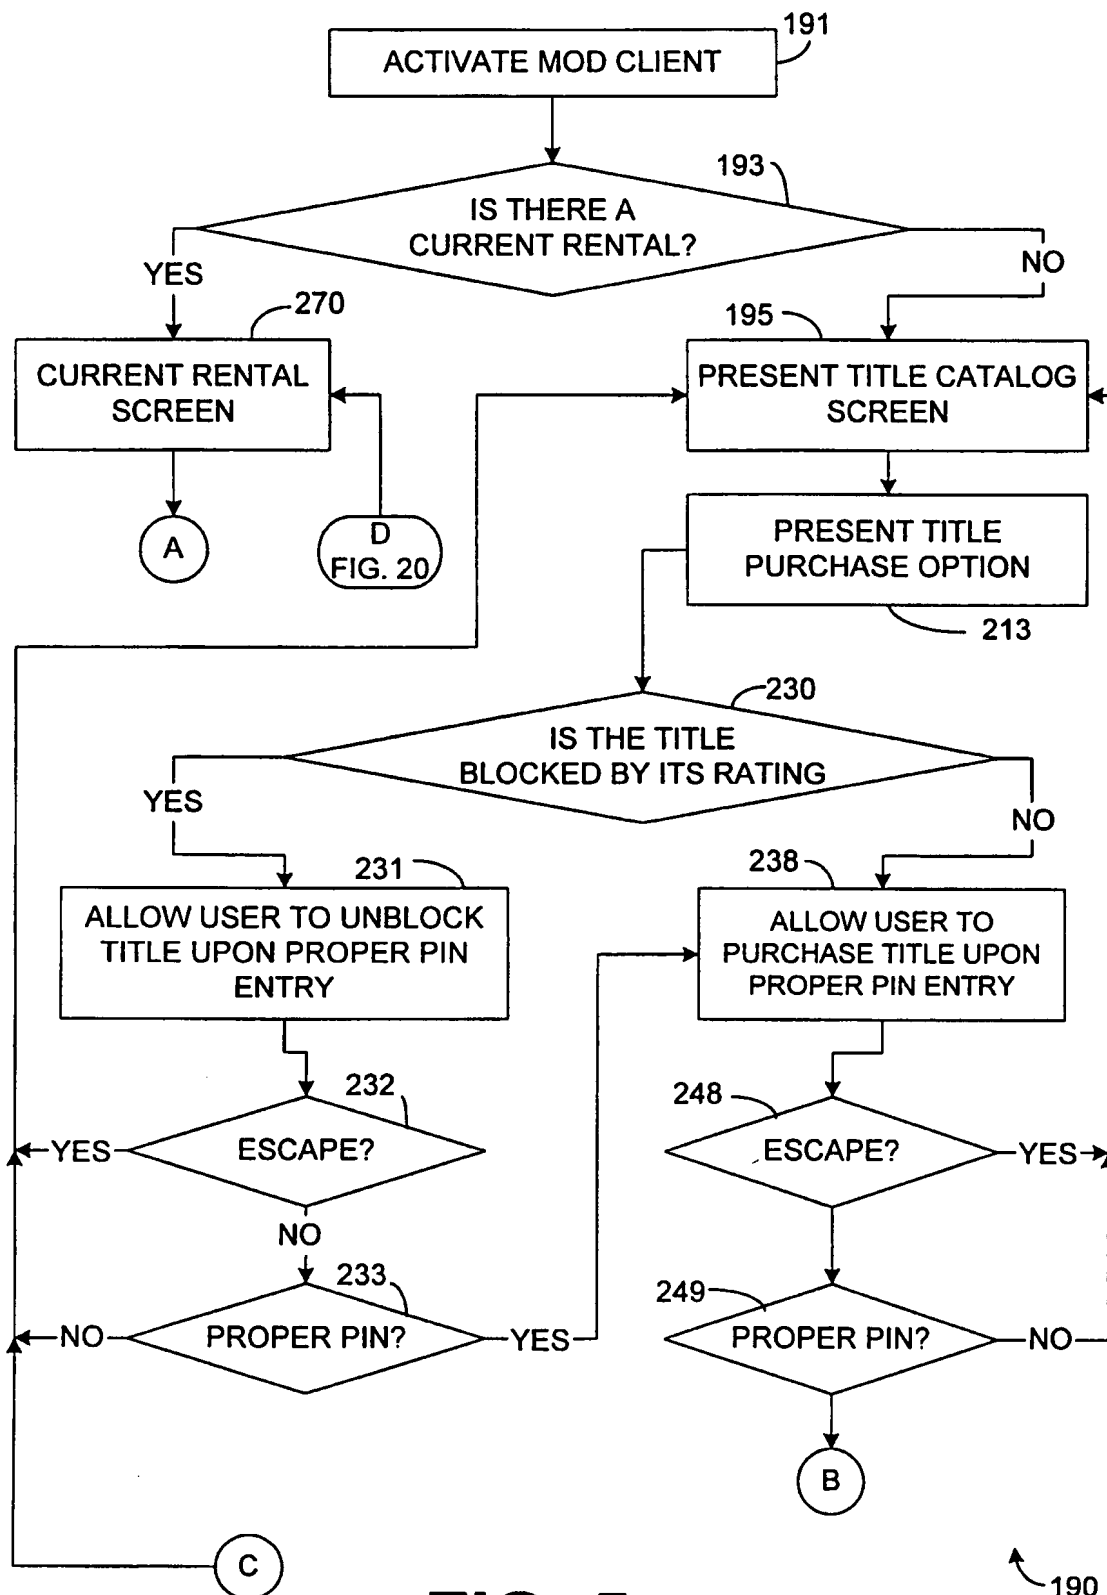 191
ACTIVATE MOD CLIENT
193
IS THERE A
CURRENT RENTAL?
YES
NO
270
195
CURRENT RENTAL
SCREEN
PRESENT TITLE CATALOG
SCREEN
A
D
FIG. 20
PRESENT TITLE
PURCHASE OPTION
213
230
IS THE TITLE
BLOCKED BY ITS RATING
YES
NO
231
238
ALLOW USER TO UNBLOCK
TITLE UPON PROPER PIN
ENTRY
ALLOW USER TO
PURCHASE TITLE UPON
PROPER PIN ENTRY
232
248
YES
ESCAPE?
ESCAPE?
YES
NO
233
249
NO
PROPER PIN?
YES
PROPER PIN?
NO
B
C
190